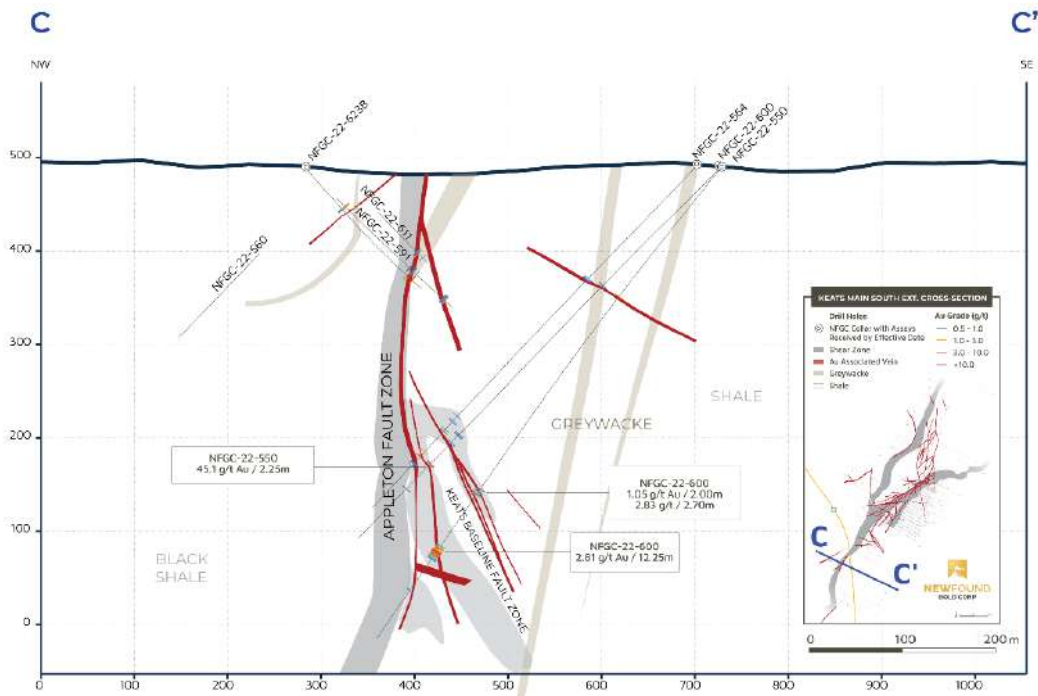 C
C'
NW
SE
NFGC-22-623B
NFGC-22-564
NFGC-22-600
NFGC-22-550
500
NFGC-22-611
NFGC-22-591
NFGC-22-560
400
300
200
100
0
APPLETON FAULT ZONE
KEATS BASELINE FAULT ZONE
GREYWACKE
SHALE
BLACK
SHALE
NFGC-22-550
45.1 g/t Au / 2.25m
NFGC-22-600
1.05 g/t Au / 2.00m
2.83 g/t / 2.70m
NFGC-22-600
2.61 g/t Au / 12.25m
KEATS MAIN SOUTH EXT. CROSS-SECTION
Drill Holes
NFGC Collar with Assays
Received by Effective Date
Shear Zone
Au Associated Vein
Greywacke
Shale
Au Grade (g/t)
0.5 - 1.0
1.0 - 3.0
3.0 - 10.0
>10.0
C
C'
NEWFOUND
GOLD CORP
0 100 200 m
0 100 200 300 400 500 600 700 800 900 1000